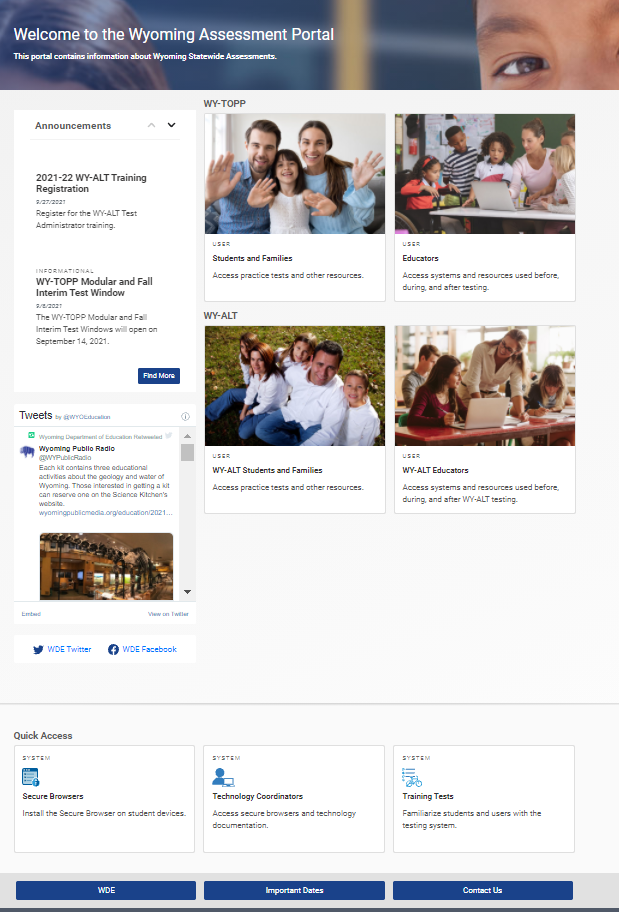 Welcome to the Wyoming Assessment Portal
This portal contains information about Wyoming Statewide Assessments.
Announcements
2021-22 WY-ALT Training
Registration
9/27/2021
Register for the WY-ALT Test
Administrator training.
INFORMATIONAL
WY-TOPP Modular and Fall
Interim Test Window
9/8/2021
The WY-TOPP Modular and Fall
Interim Test Windows will open on
September 14, 2021.
Find More
Tweets by @WYOEducation
Wyoming Department of Education Retweeted
Wyoming Public Radio
@WYPublicRadio
Each kit contains three educational
activities about the geology and water of
Wyoming. Those interested in getting a kit
can reserve one on the Science Kitchen's
website.
wyomingpublicmedia.org/education/2021...
Embed
View on Twitter
WDE Twitter
WDE Facebook
WY-TOPP
USER
Students and Families
Access practice tests and other resources.
USER
Educators
Access systems and resources used before,
during, and after testing.
WY-ALT
USER
WY-ALT Students and Families
Access practice tests and other resources.
USER
WY-ALT Educators
Access systems and resources used before,
during, and after WY-ALT testing.
Quick Access
SYSTEM
Secure Browsers
Install the Secure Browser on student devices.
SYSTEM
Technology Coordinators
Access secure browsers and technology
documentation.
SYSTEM
Training Tests
Familiarize students and users with the
testing system.
WDE
Important Dates
Contact Us